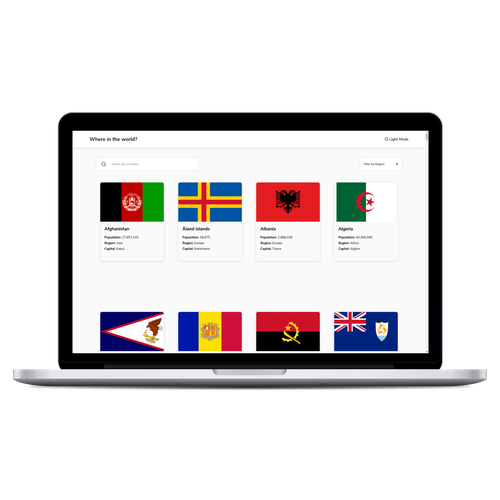 Where in the world?
Light Mode
Search for a country...
Filter by Region
Afghanistan
Population: 27,657,145
Region: Asia
Capital: Kabul
Åland Islands
Population: 28,875
Region: Europe
Capital: Mariehamn
Albania
Population: 2,886,026
Region: Europe
Capital: Tirana
Algeria
Population: 40,400,000
Region: Africa
Capital: Algiers